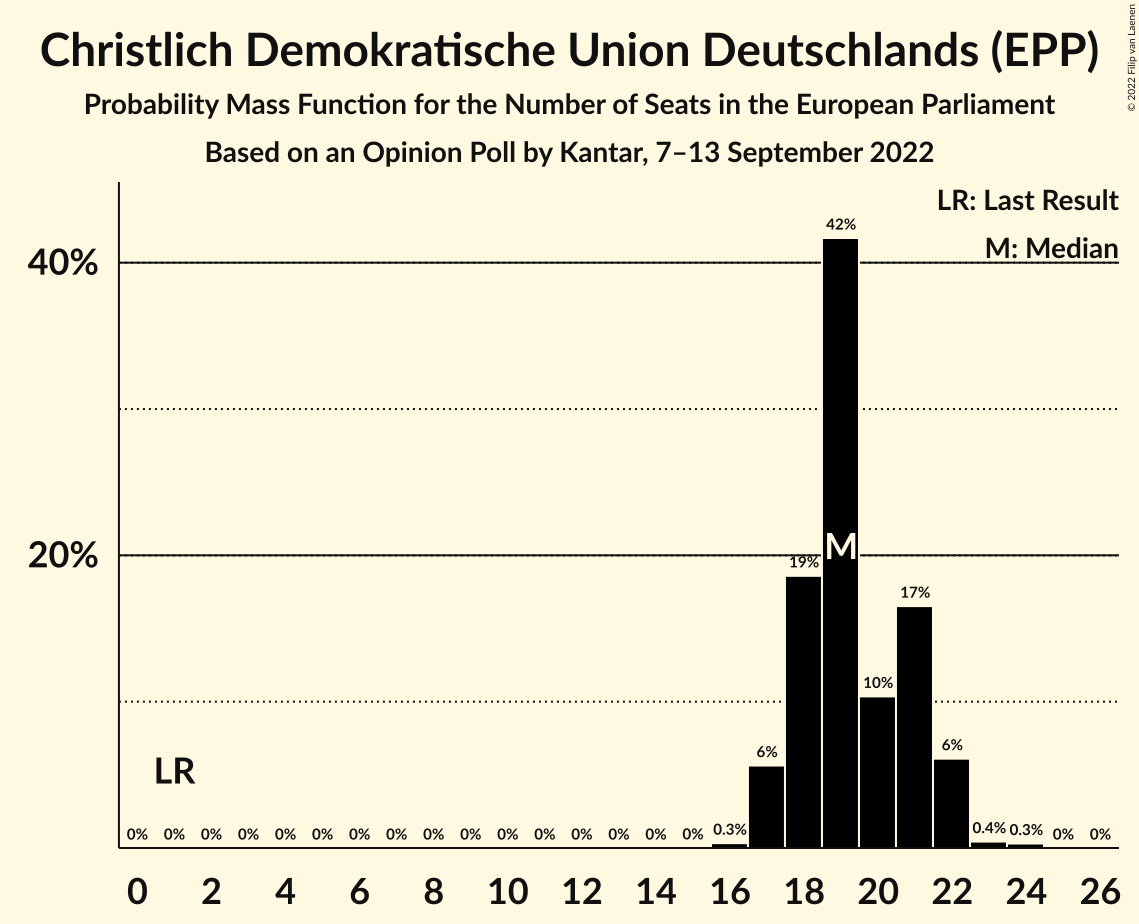 Christlich Demokratische Union Deutschlands (EPP)
Probability Mass Function for the Number of Seats in the European Parliament
Based on an Opinion Poll by Kantar, 7–13 September 2022
© 2022 Filip van Laenen
LR: Last Result
M: Median
42%
40%
M
20%
19%
17%
10%
6%
6%
LR
0% 0% 0% 0% 0% 0% 0% 0% 0% 0% 0% 0% 0% 0% 0% 0% 0.3% 0.4% 0.3% 0% 0%
0 2 4 6 8 10 12 14 16 18 20 22 24 26